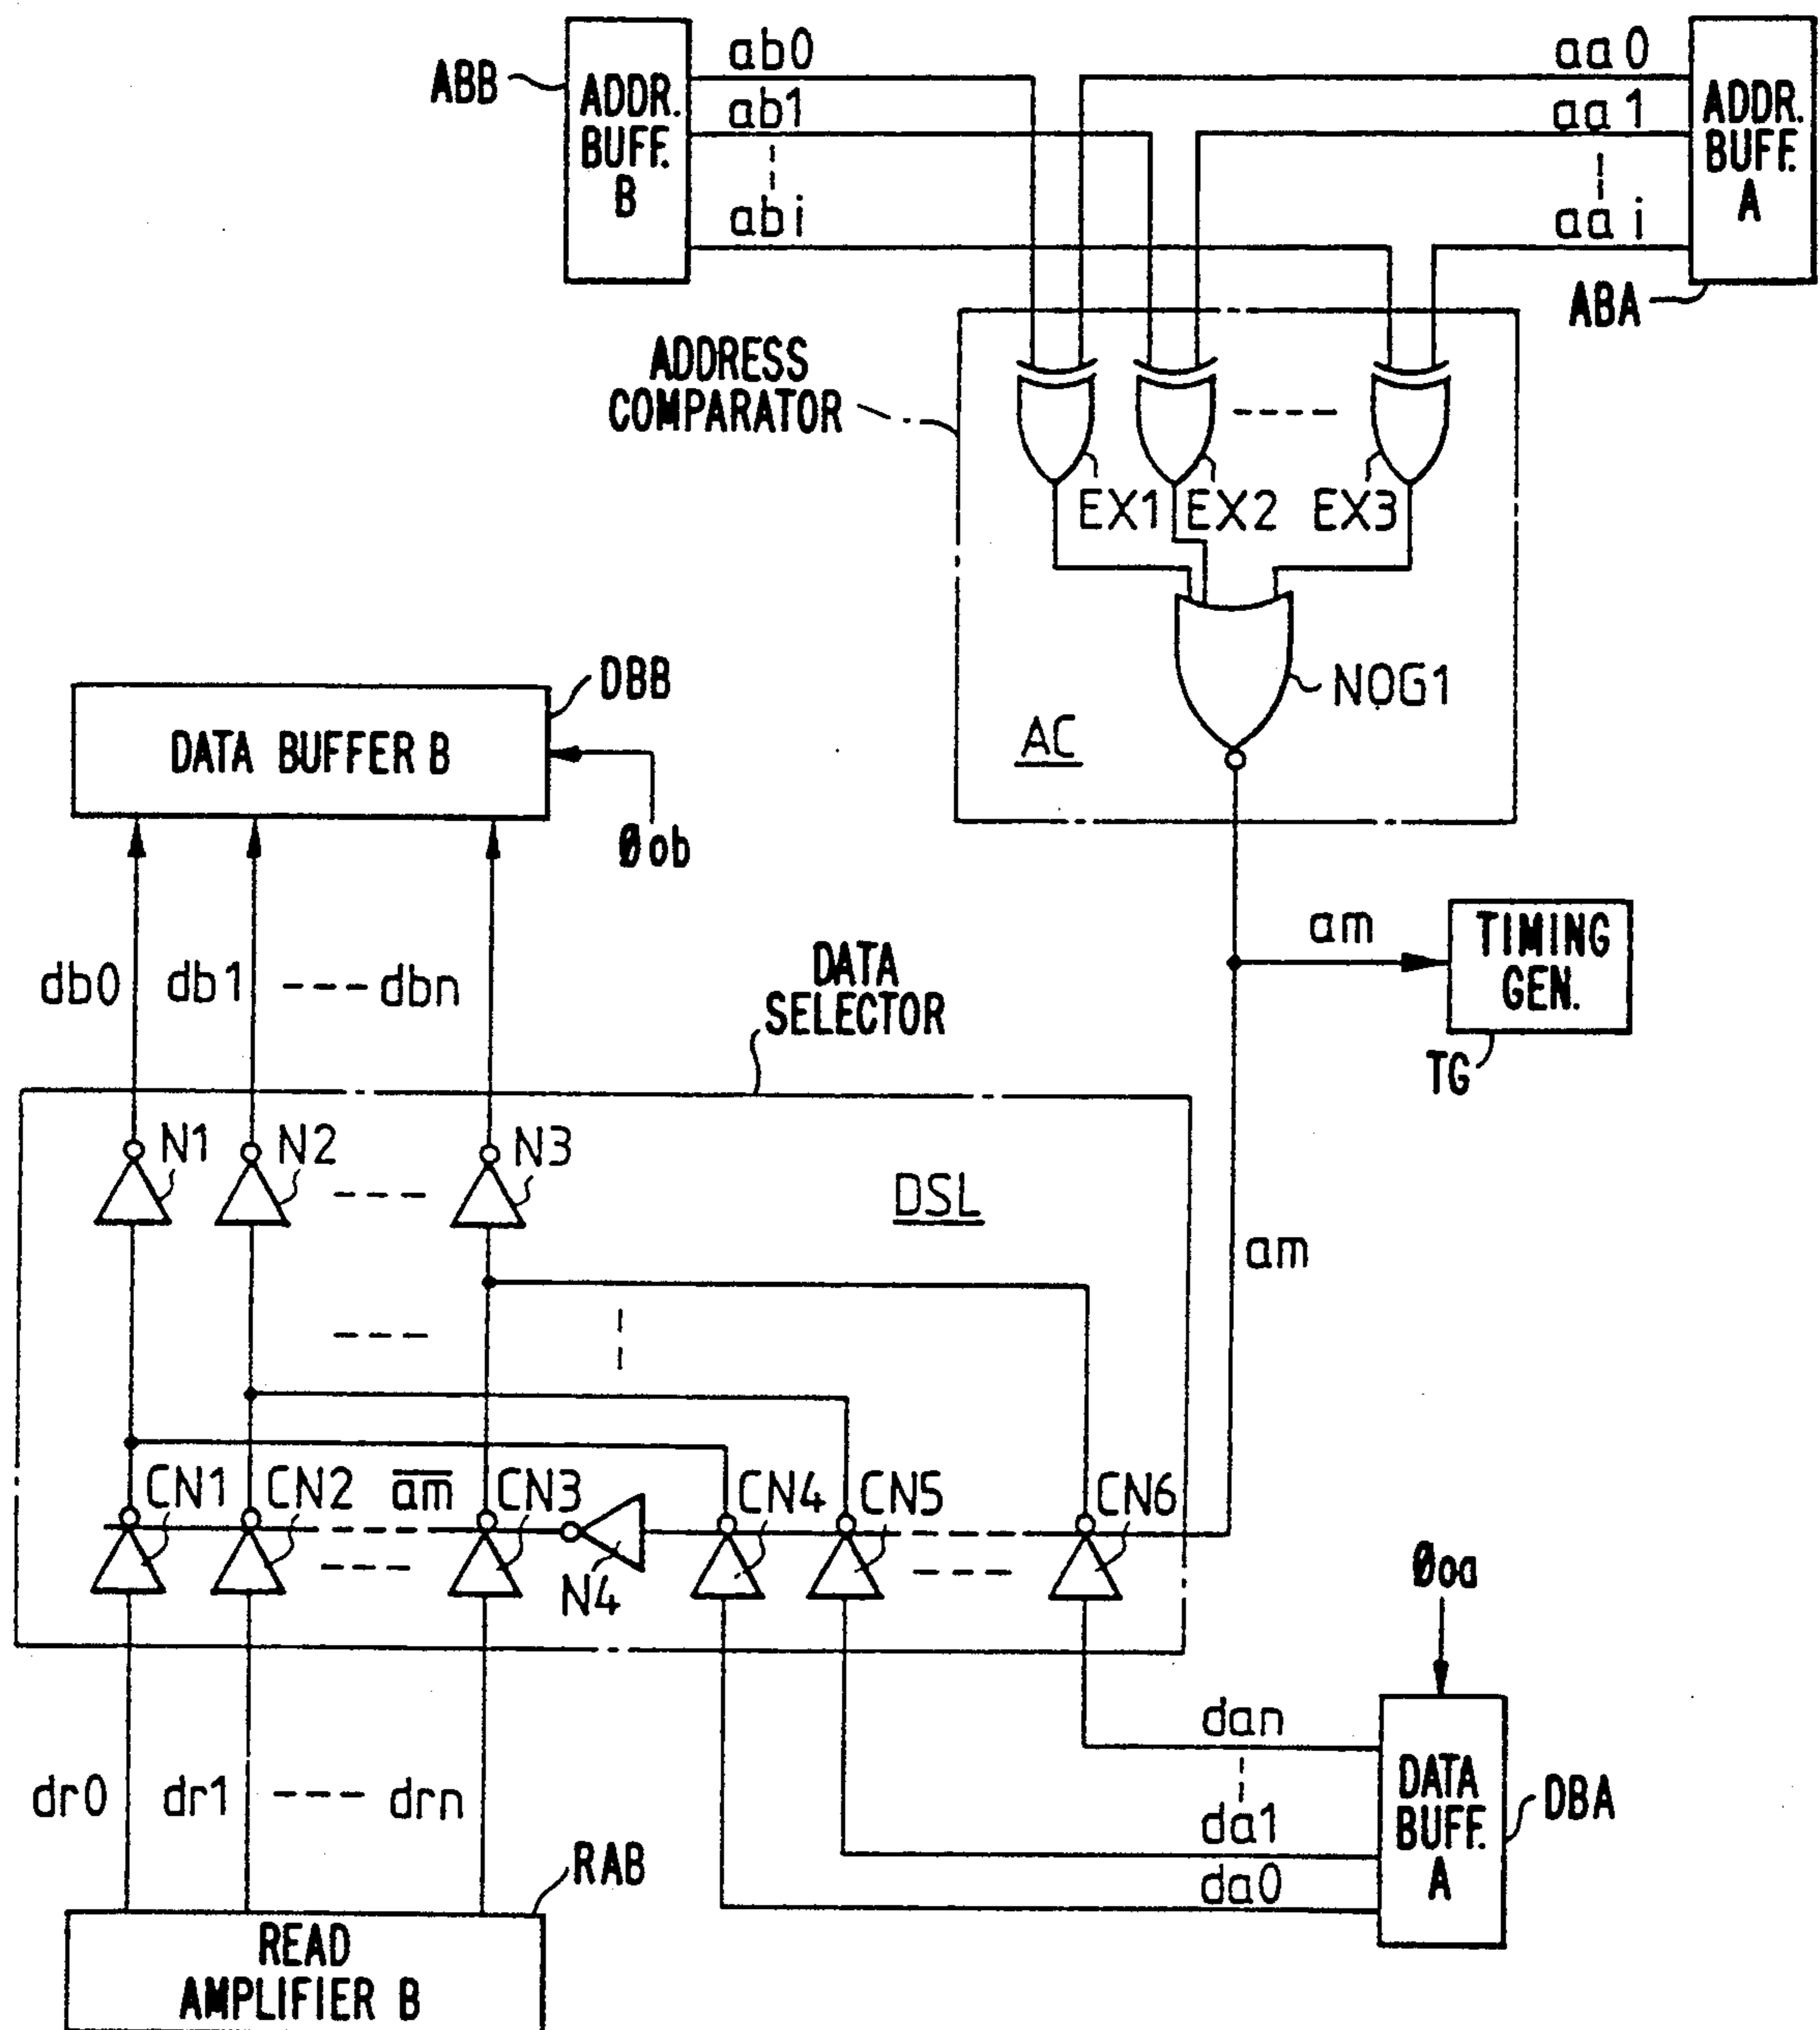 ab0
aa0
ABB
ADDR.
BUFF.
B
ab1
aa1
ADDR.
BUFF.
A
abi
aai
ABA
ADDRESS
COMPARATOR
EX1
EX2
EX3
NOG1
AC
DBB
DATA BUFFER B
øob
am
TIMING
GEN.
TG
db0
db1
dbn
DATA
SELECTOR
N1
N2
N3
DSL
am
CN1
CN2
a̅m̅
CN3
N4
CN4
CN5
CN6
øoa
dr0
dr1
drn
dan
da1
da0
DATA
BUFF.
A
DBA
RAB
READ
AMPLIFIER B